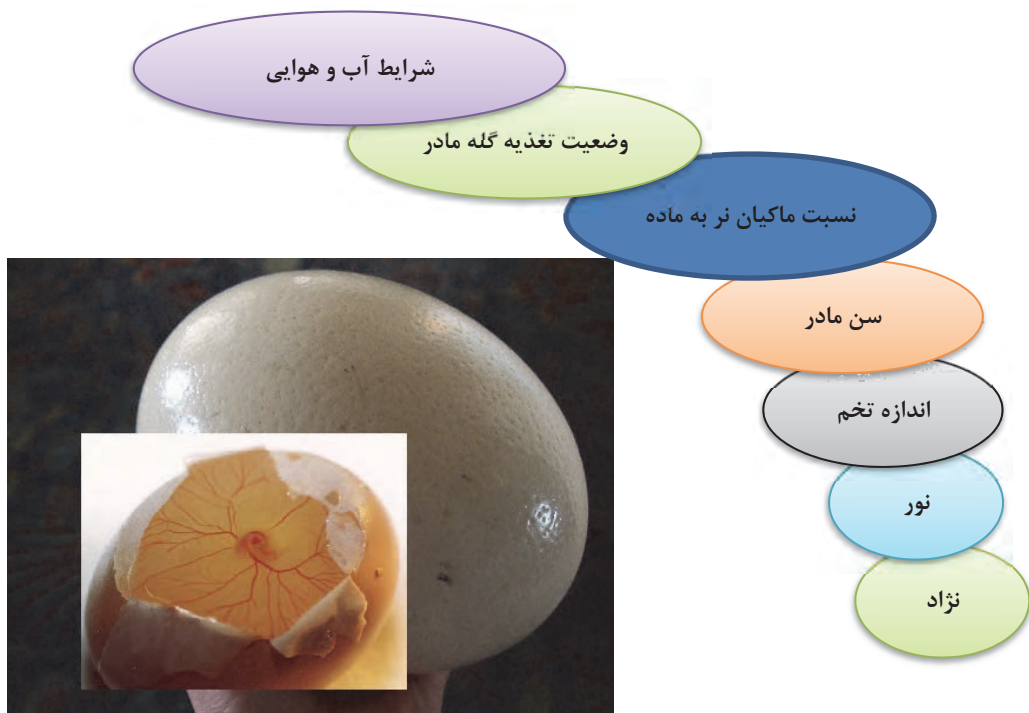 شرایط آب و هوایی
وضعیت تغذیه گله مادر
نسبت ماکیان نر به ماده
سن مادر
اندازه تخم
نور
نژاد